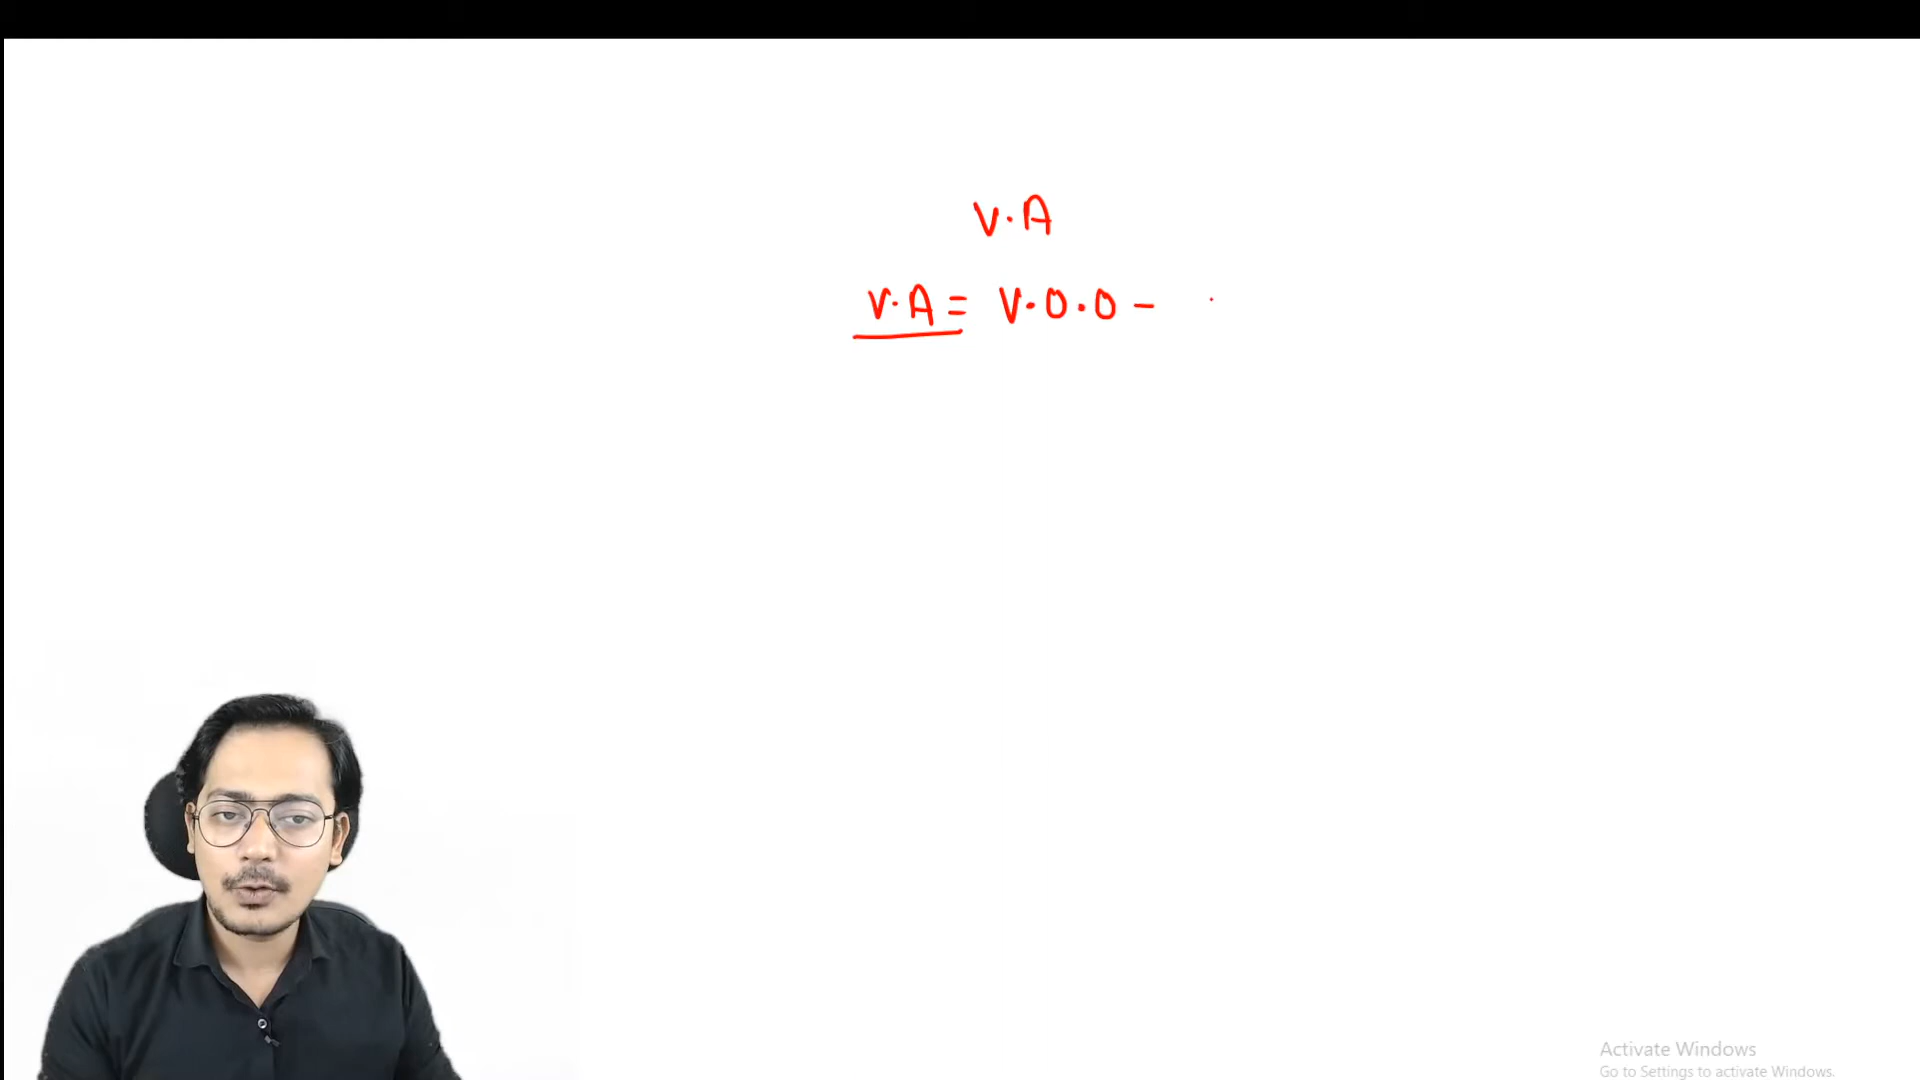 V·A
V·A = V·O·O -
Activate Windows
Go to Settings to activate Windows.